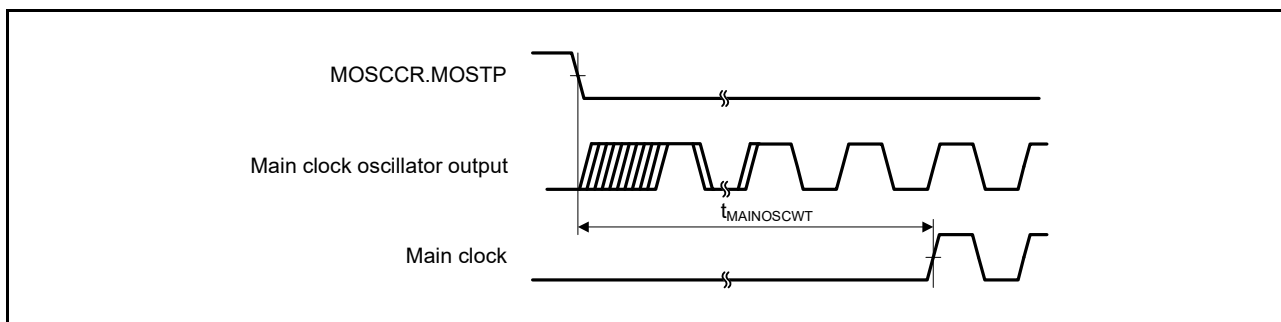 MOSCCR.MOSTP
Main clock oscillator output
tMAINOSCWT
Main clock